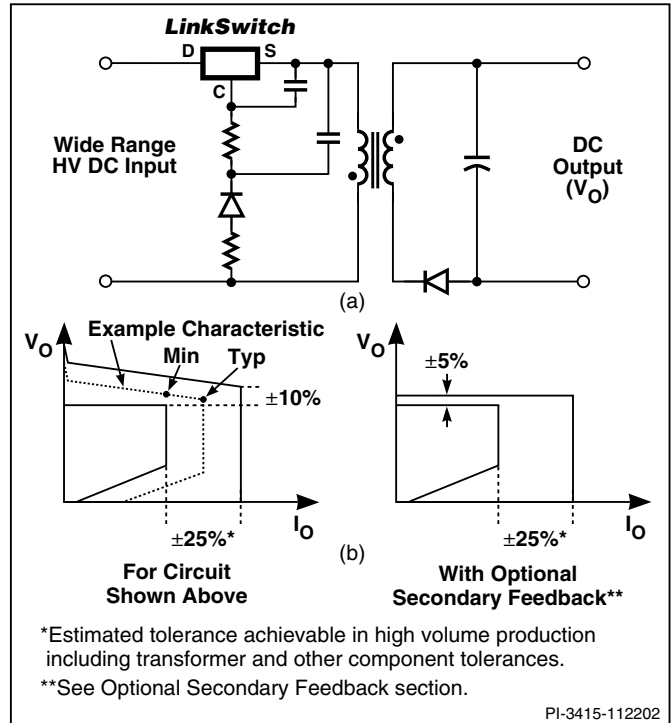 LinkSwitch
D S
C
Wide Range
HV DC Input
DC
Output
(VO)
(a)
VO
Example Characteristic
Min Typ
±10%
±25%*
IO
For Circuit
Shown Above
(b)
VO
±5%
±25%*
IO
With Optional
Secondary Feedback**
*Estimated tolerance achievable in high volume production
including transformer and other component tolerances.
**See Optional Secondary Feedback section.
PI-3415-112202